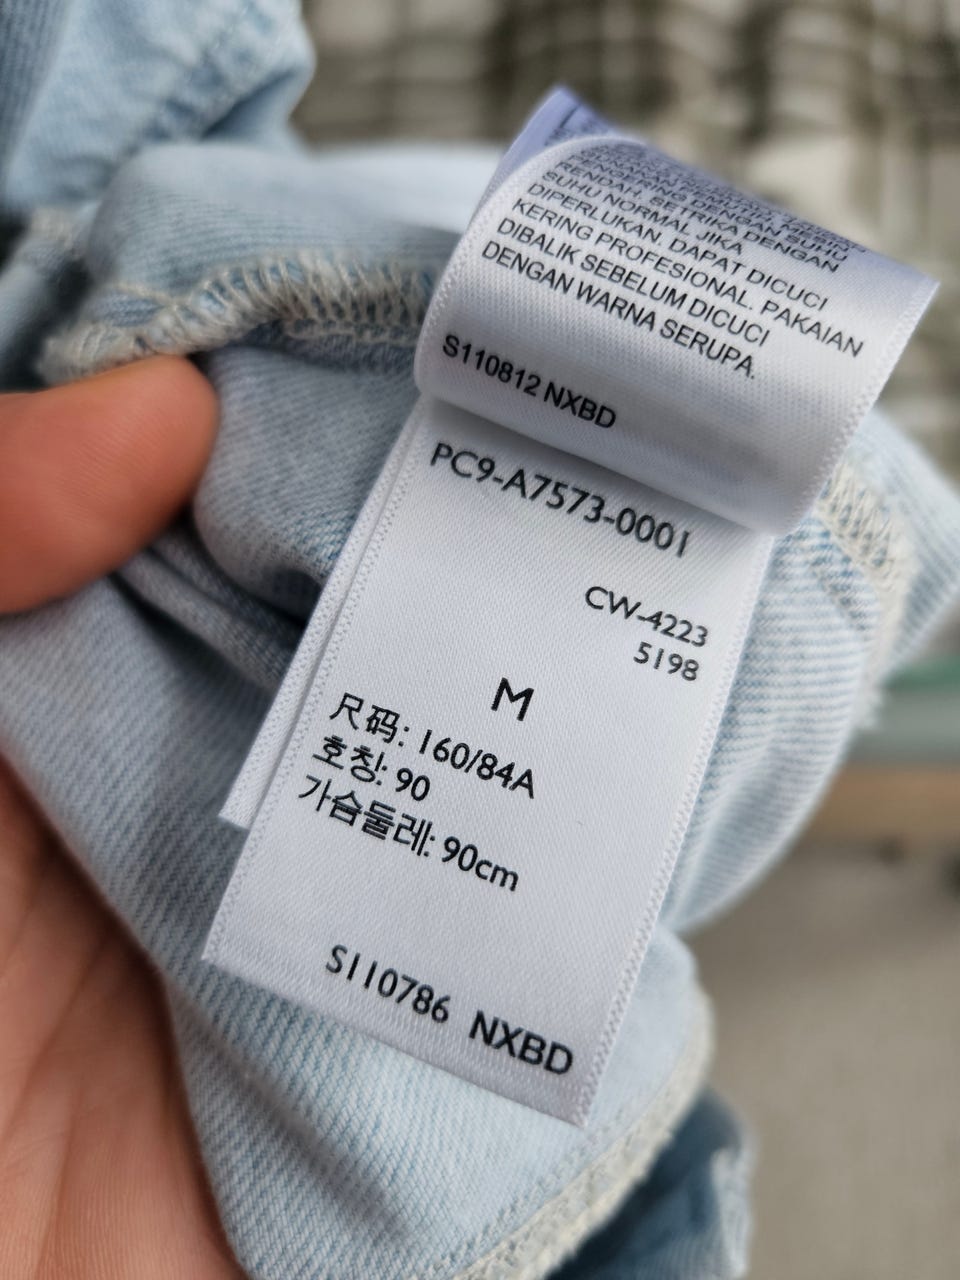 RENDAH. SETRIKA DENGAN SUHU
SUHU NORMAL JIKA
DIPERLUKAN. DAPAT DICUCI
KERING PROFESIONAL. PAKAIAN
DIBALIK SEBELUM DICUCI
DENGAN WARNA SERUPA.
S110812 NXBD
PC9-A7573-0001
CW-4223
5198
M
尺码: 160/84A
호칭: 90
가슴둘레: 90cm
S110786 NXBD